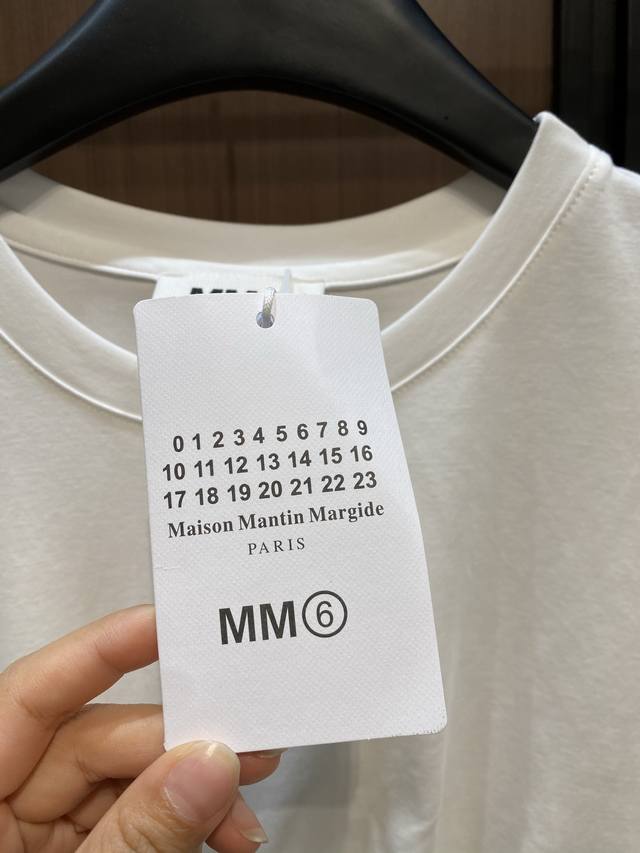 MM
0 1 2 3 4 5 6 7 8 9
10 11 12 13 14 15 16
17 18 19 20 21 22 23
Maison Mantin Margide
PARIS
MM⑥